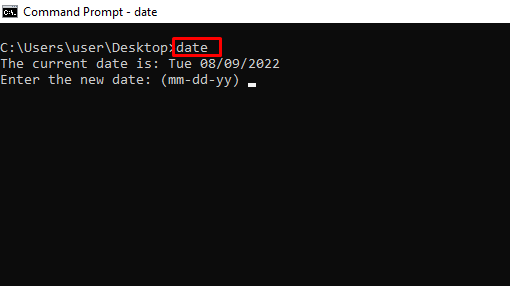 Command Prompt - date
C:\Users\user\Desktop>date
The current date is: Tue 08/09/2022
Enter the new date: (mm-dd-yy)